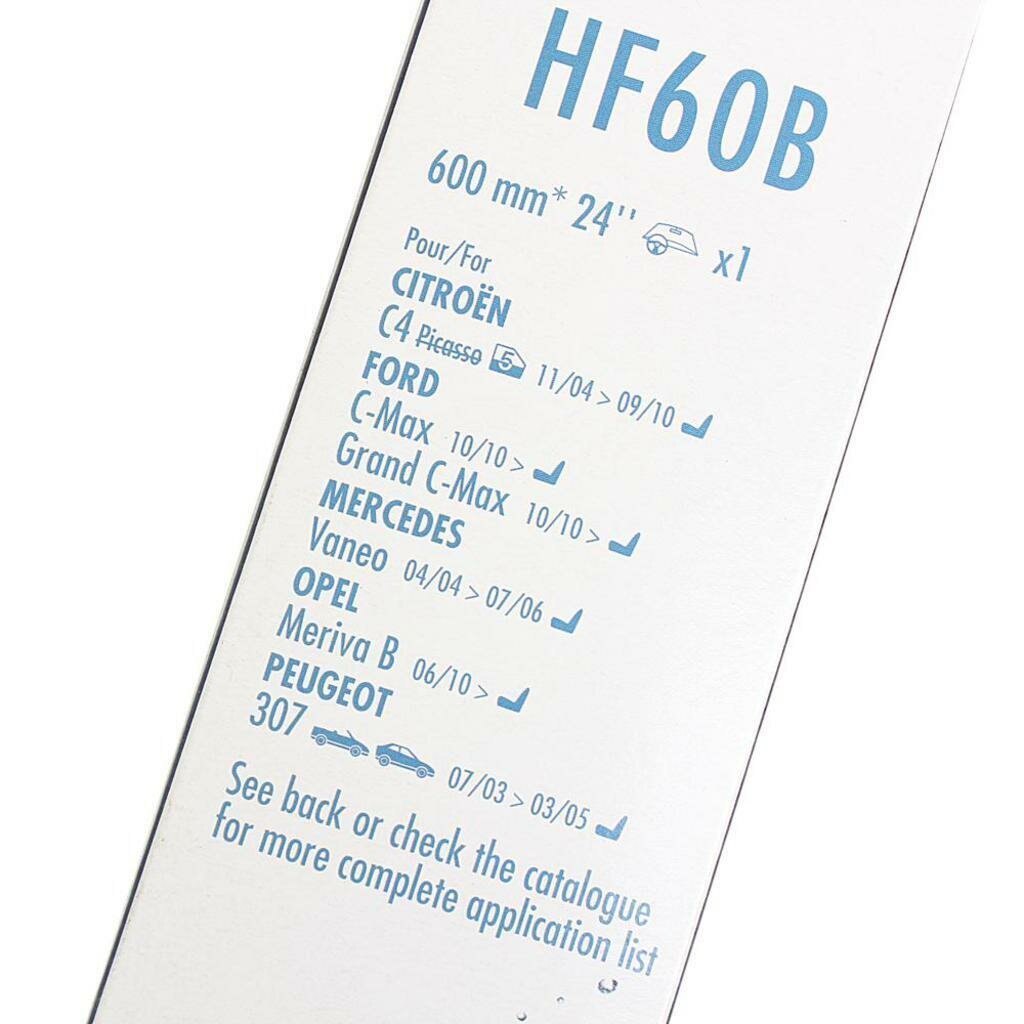 HF60B
600 mm* 24'' x1
Pour/For
CITROËN
C4 Picasso 5 11/04 > 09/10
FORD
C-Max 10/10 >
Grand C-Max 10/10 >
MERCEDES
Vaneo 04/04 > 07/06
OPEL
Meriva B 06/10 >
PEUGEOT
307 07/03 > 03/05
See back or check the catalogue
for more complete application list